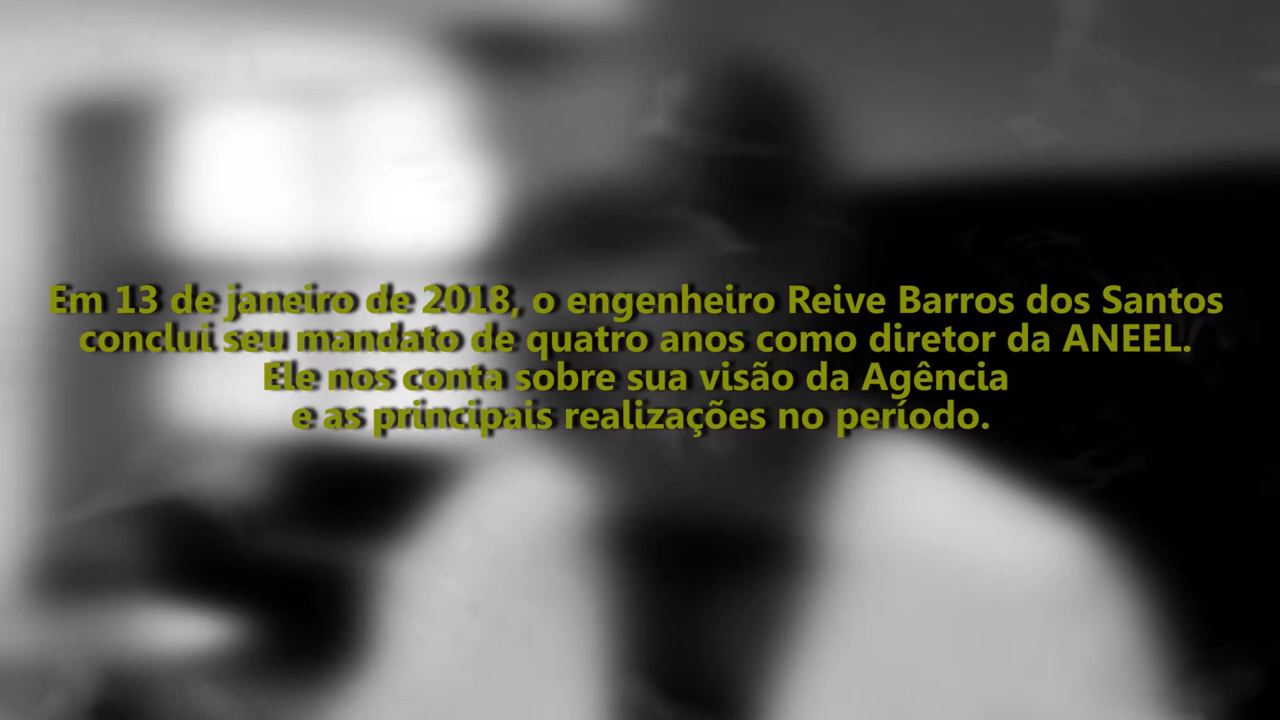 Em 13 de janeiro de 2018, o engenheiro Reive Barros dos Santos
conclui seu mandato de quatro anos como diretor da ANEEL.
Ele nos conta sobre sua visão da Agência
e as principais realizações no período.